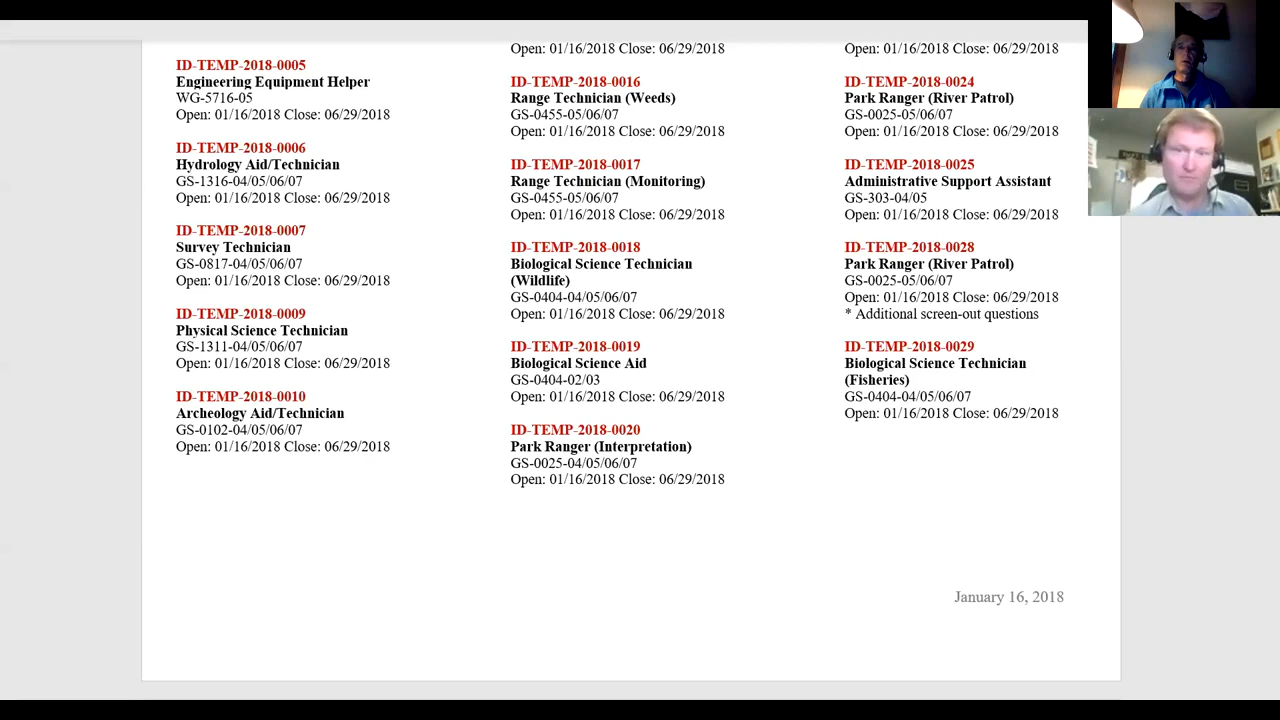 ID-TEMP-2018-0005
Engineering Equipment Helper
WG-5716-05
Open: 01/16/2018 Close: 06/29/2018
ID-TEMP-2018-0006
Hydrology Aid/Technician
GS-1316-04/05/06/07
Open: 01/16/2018 Close: 06/29/2018
ID-TEMP-2018-0007
Survey Technician
GS-0817-04/05/06/07
Open: 01/16/2018 Close: 06/29/2018
ID-TEMP-2018-0009
Physical Science Technician
GS-1311-04/05/06/07
Open: 01/16/2018 Close: 06/29/2018
ID-TEMP-2018-0010
Archeology Aid/Technician
GS-0102-04/05/06/07
Open: 01/16/2018 Close: 06/29/2018
Open: 01/16/2018 Close: 06/29/2018
ID-TEMP-2018-0016
Range Technician (Weeds)
GS-0455-05/06/07
Open: 01/16/2018 Close: 06/29/2018
ID-TEMP-2018-0017
Range Technician (Monitoring)
GS-0455-05/06/07
Open: 01/16/2018 Close: 06/29/2018
ID-TEMP-2018-0018
Biological Science Technician
(Wildlife)
GS-0404-04/05/06/07
Open: 01/16/2018 Close: 06/29/2018
ID-TEMP-2018-0019
Biological Science Aid
GS-0404-02/03
Open: 01/16/2018 Close: 06/29/2018
ID-TEMP-2018-0020
Park Ranger (Interpretation)
GS-0025-04/05/06/07
Open: 01/16/2018 Close: 06/29/2018
Open: 01/16/2018 Close: 06/29/2018
ID-TEMP-2018-0024
Park Ranger (River Patrol)
GS-0025-05/06/07
Open: 01/16/2018 Close: 06/29/2018
ID-TEMP-2018-0025
Administrative Support Assistant
GS-303-04/05
Open: 01/16/2018 Close: 06/29/2018
ID-TEMP-2018-0028
Park Ranger (River Patrol)
GS-0025-05/06/07
Open: 01/16/2018 Close: 06/29/2018
* Additional screen-out questions
ID-TEMP-2018-0029
Biological Science Technician
(Fisheries)
GS-0404-04/05/06/07
Open: 01/16/2018 Close: 06/29/2018
January 16, 2018